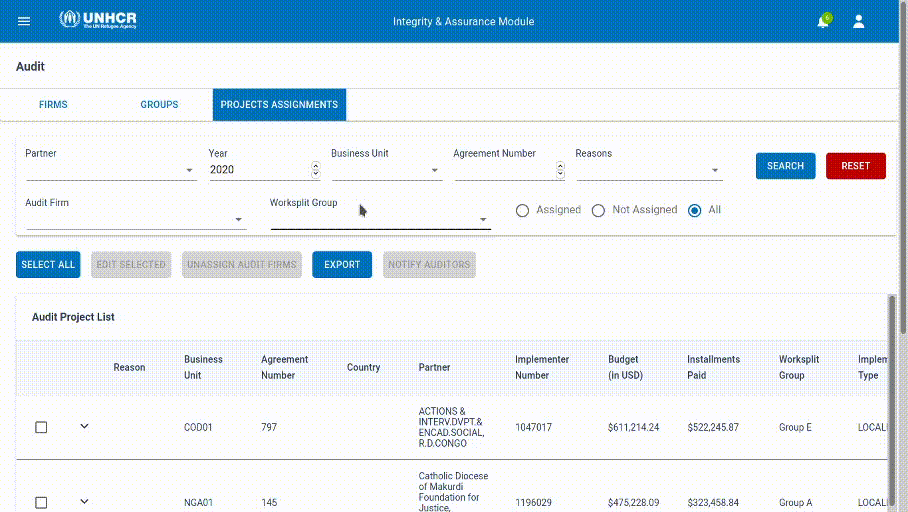 UNHCR
The UN Refugee Agency
Integrity & Assurance Module
Audit
FIRMS
GROUPS
PROJECTS ASSIGNMENTS
Partner
Year
Business Unit
Agreement Number
Reasons
2020
SEARCH
RESET
Audit Firm
Worksplit Group
Assigned
Not Assigned
All
SELECT ALL
EDIT SELECTED
UNASSIGN AUDIT FIRMS
EXPORT
NOTIFY AUDITORS
Audit Project List
Reason
Business
Unit
Agreement
Number
Country
Partner
Implementer
Number
Budget
(in USD)
Installments
Paid
Worksplit
Group
Implem
Type
COD01
797
ACTIONS &
INTERV.DVPT.&
ENCAD.SOCIAL,
R.D.CONGO
1047017
$611,214.24
$522,245.87
Group E
LOCAL
NGA01
145
Catholic Diocese
of Makurdi
Foundation for
Justice,
1196029
$475,228.09
$323,458.84
Group A
LOCAL